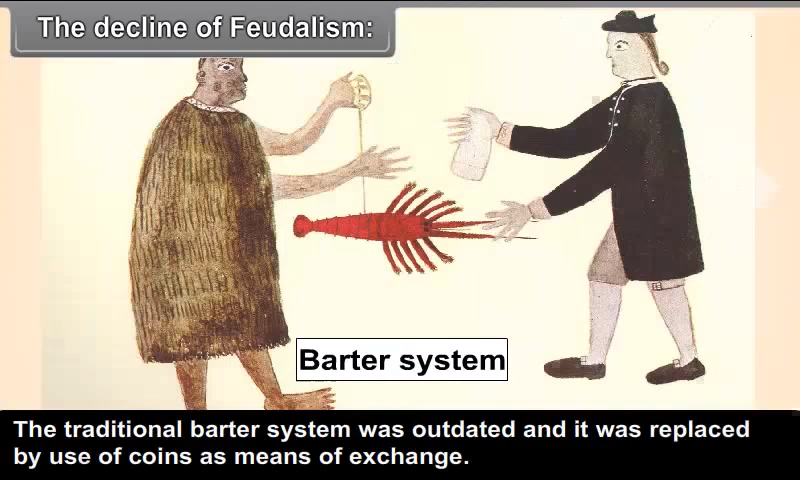 The decline of Feudalism:
Barter system
The traditional barter system was outdated and it was replaced
by use of coins as means of exchange.